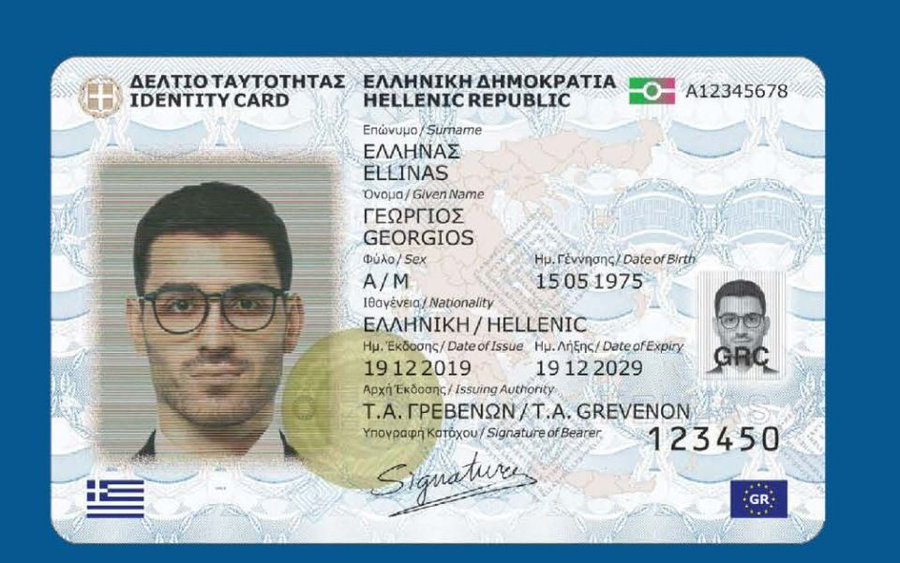 ΔΕΛΤΙΟ ΤΑΥΤΟΤΗΤΑΣ
IDENTITY CARD
ΕΛΛΗΝΙΚΗ ΔΗΜΟΚΡΑΤΙΑ
HELLENIC REPUBLIC
A12345678
Επώνυμο / Surname
ΕΛΛΗΝΑΣ
ELLINAS
Όνομα / Given Name
ΓΕΩΡΓΙΟΣ
GEORGIOS
Φύλο / Sex
Ημ. Γέννησης / Date of Birth
Α / M
15 05 1975
Ιθαγένεια / Nationality
ΕΛΛΗΝΙΚΗ / HELLENIC
Ημ. Έκδοσης / Date of Issue
Ημ. Λήξης / Date of Expiry
19 12 2019
19 12 2029
GRC
Αρχή Έκδοσης / Issuing Authority
Τ.Α. ΓΡΕΒΕΝΩΝ / T.A. GREVENON
Υπογραφή Κατόχου / Signature of Bearer
123450
Signature
GR